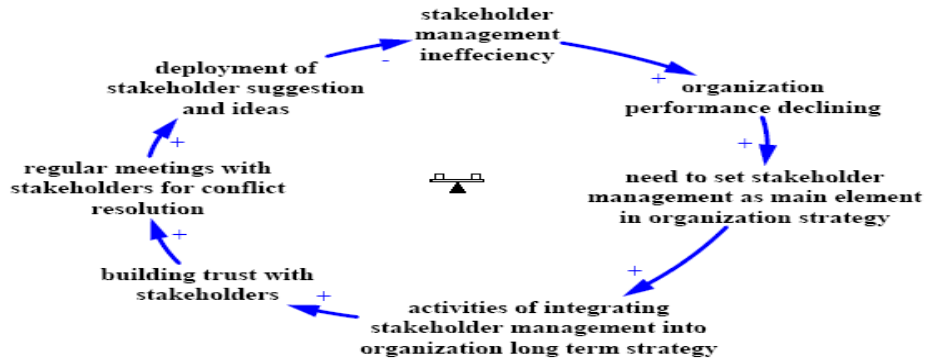 stakeholder
management
ineffeciency
-
deployment of
stakeholder suggestion
and ideas
+
organization
performance declining
+
+
regular meetings with
stakeholders for conflict
resolution
need to set stakeholder
management as main element
in organization strategy
+
+
building trust with
stakeholders
+
activities of integrating
stakeholder management into
organization long term strategy